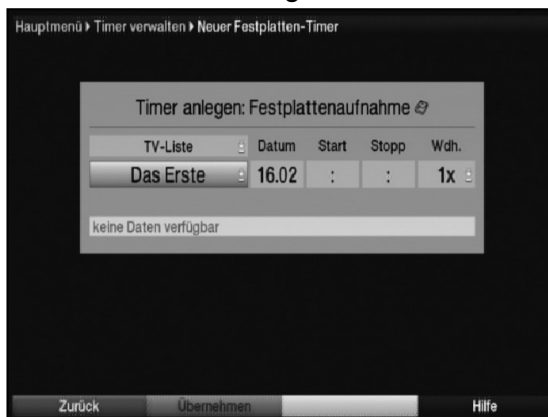 Hauptmenü Timer verwalten Neuer Festplatten-Timer
Timer anlegen: Festplattenaufnahme
TV-Liste Datum Start Stopp Wdh.
Das Erste 16.02 : : 1x
keine Daten verfügbar
Zurück Übernehmen Hilfe